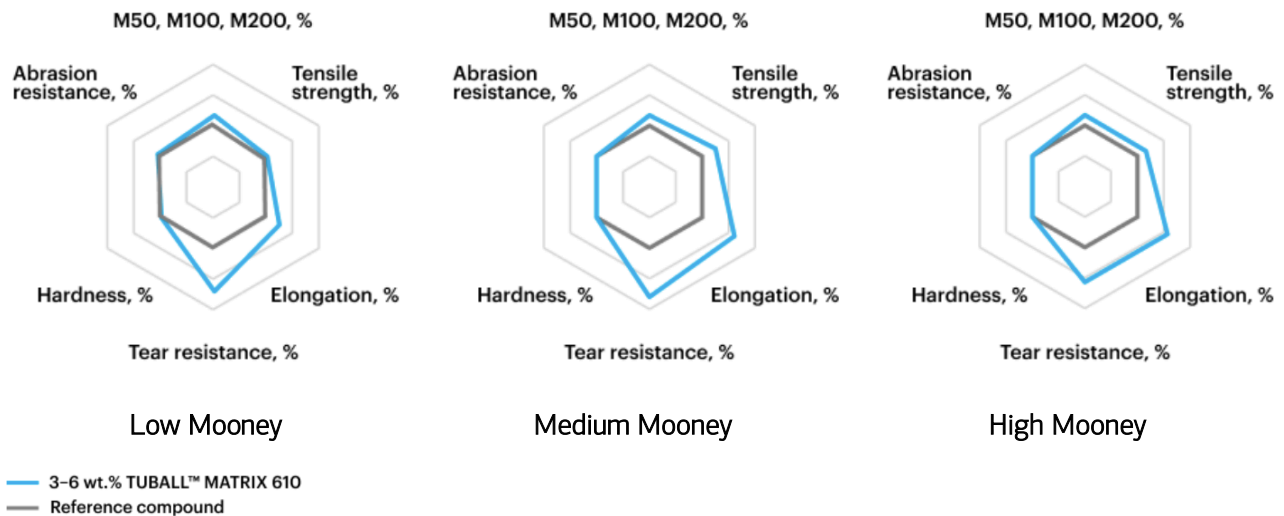 M50, M100, M200, %
Abrasion
resistance, %
Tensile
strength, %
Hardness, %
Elongation, %
Tear resistance, %
Low Mooney
M50, M100, M200, %
Abrasion
resistance, %
Tensile
strength, %
Hardness, %
Elongation, %
Tear resistance, %
Medium Mooney
M50, M100, M200, %
Abrasion
resistance, %
Tensile
strength, %
Hardness, %
Elongation, %
Tear resistance, %
High Mooney
3–6 wt.% TUBALL™ MATRIX 610
Reference compound